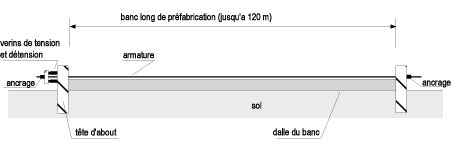 banc long de préfabrication (jusqu'a 120 m)
verins de tension
et détension
armature
ancrage
ancrage
sol
tête d'about
dalle du banc